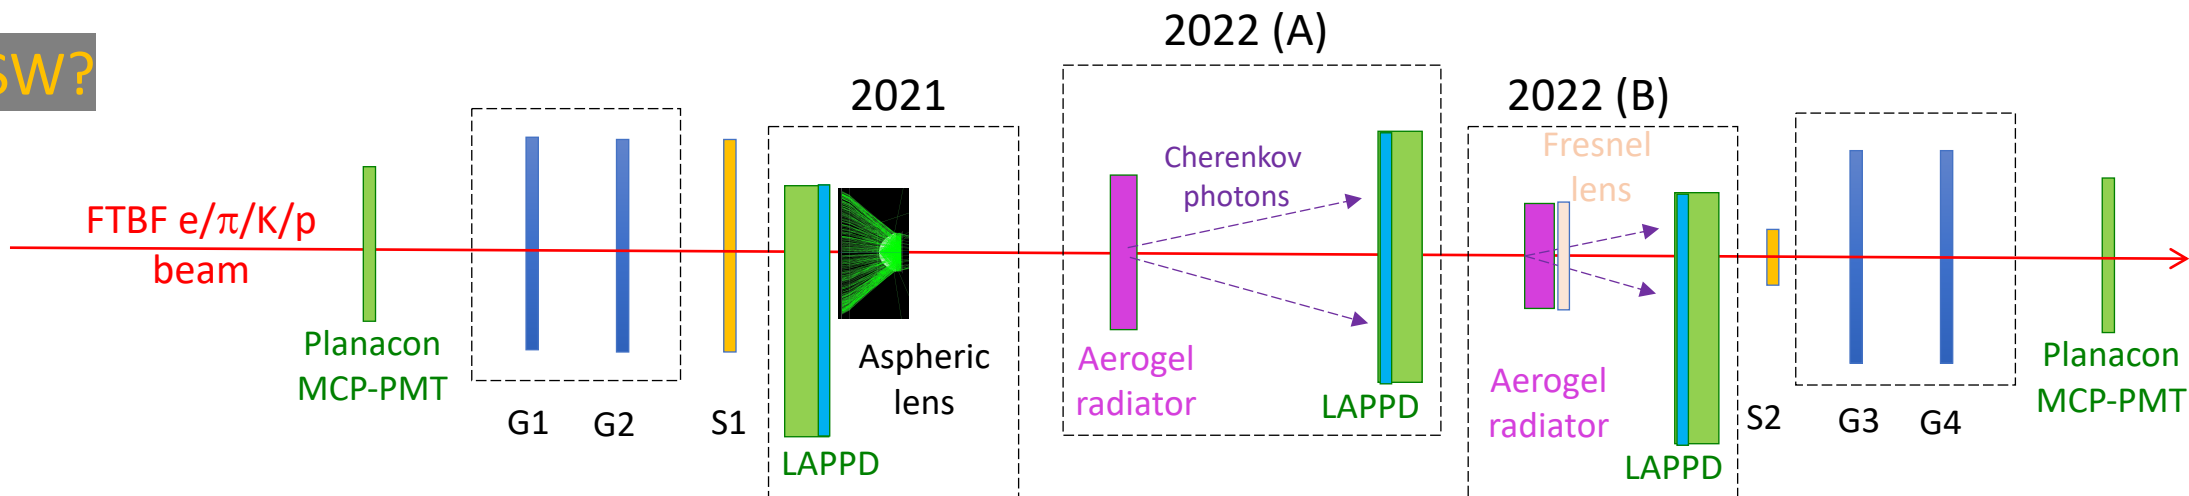 SW?
2022 (A)
2021
2022 (B)
Cherenkov
photons
Fresnel
lens
FTBF e/π/K/p
beam
Planacon
MCP-PMT
G1
G2
S1
LAPPD
Aspheric
lens
Aerogel
radiator
LAPPD
Aerogel
radiator
LAPPD
S2
G3
G4
Planacon
MCP-PMT